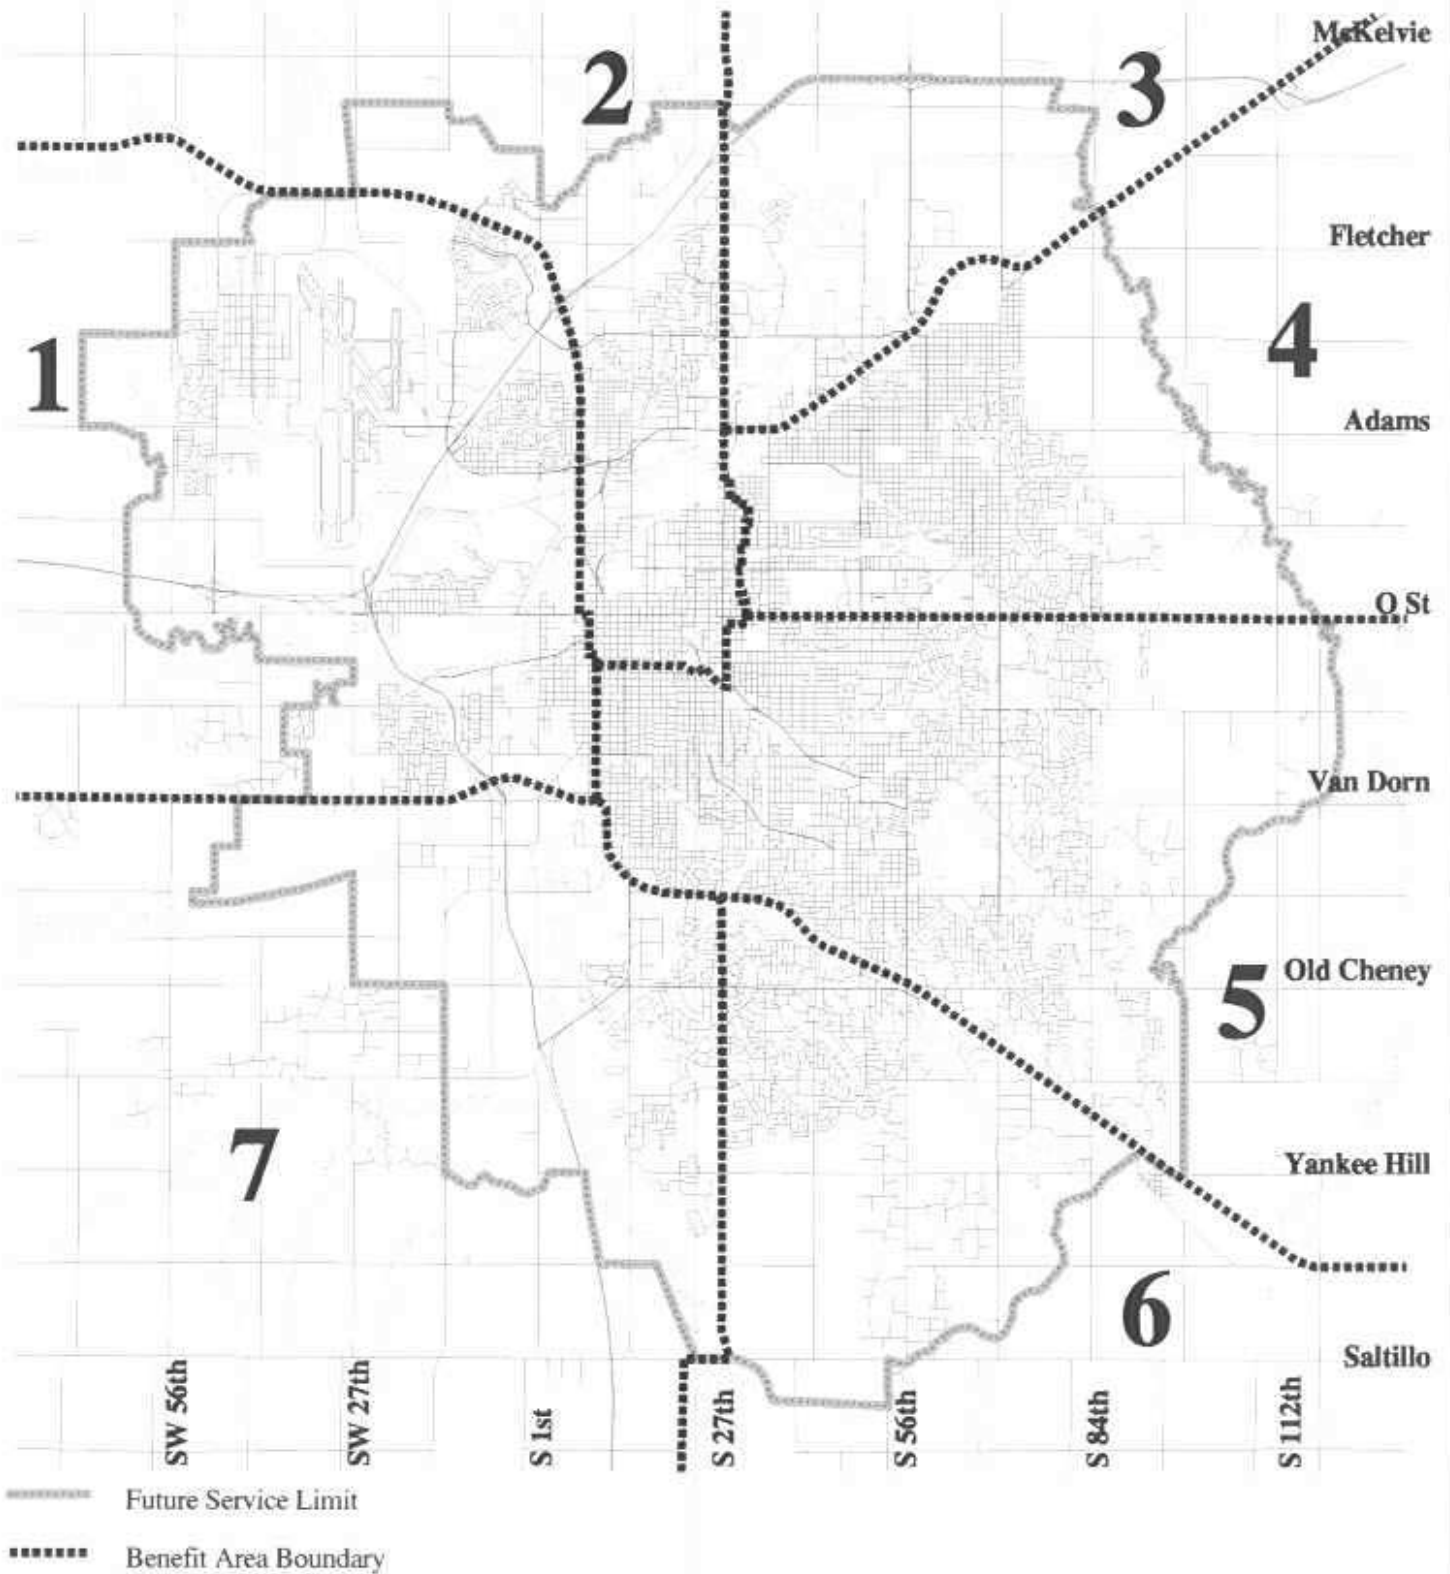 McKelvie
2
3
Fletcher
4
1
Adams
O St
Van Dorn
5
Old Cheney
7
Yankee Hill
6
Saltillo
SW 56th
SW 27th
S 1st
S 27th
S 56th
S 84th
S 112th
Future Service Limit
Benefit Area Boundary